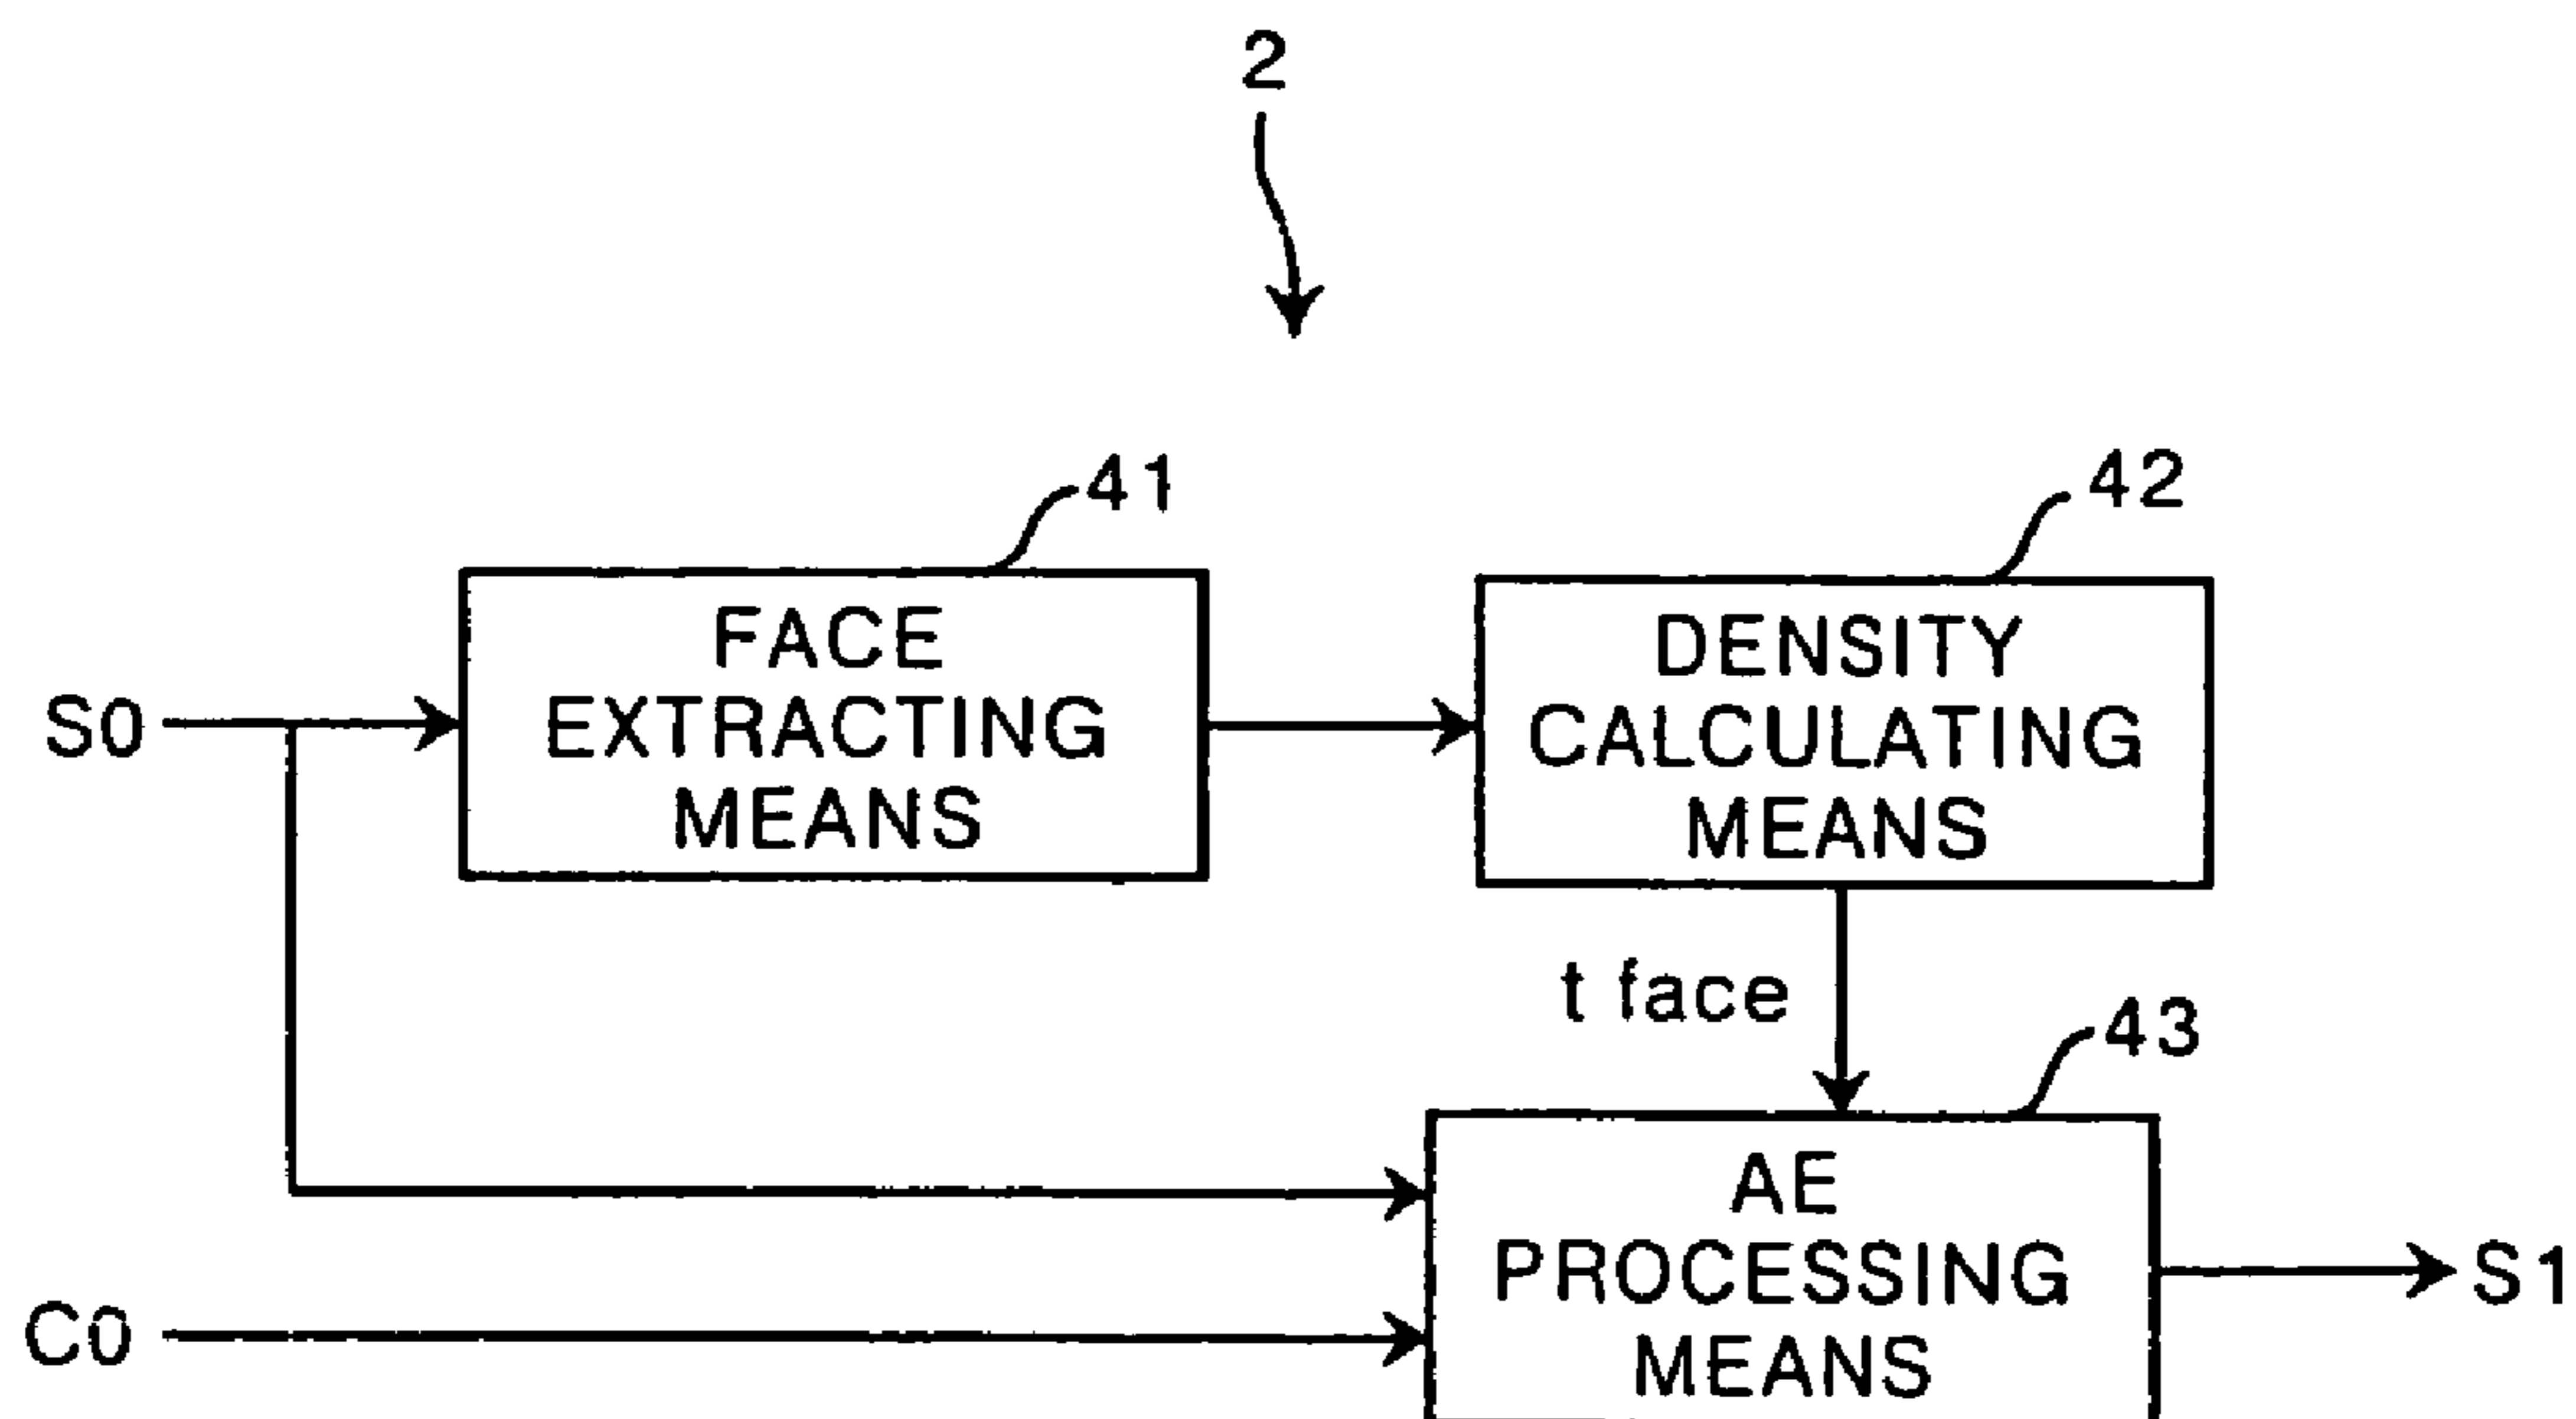 2
41
42
FACE
EXTRACTING
MEANS
DENSITY
CALCULATING
MEANS
S0
t face
43
AE
PROCESSING
MEANS
S1
C0